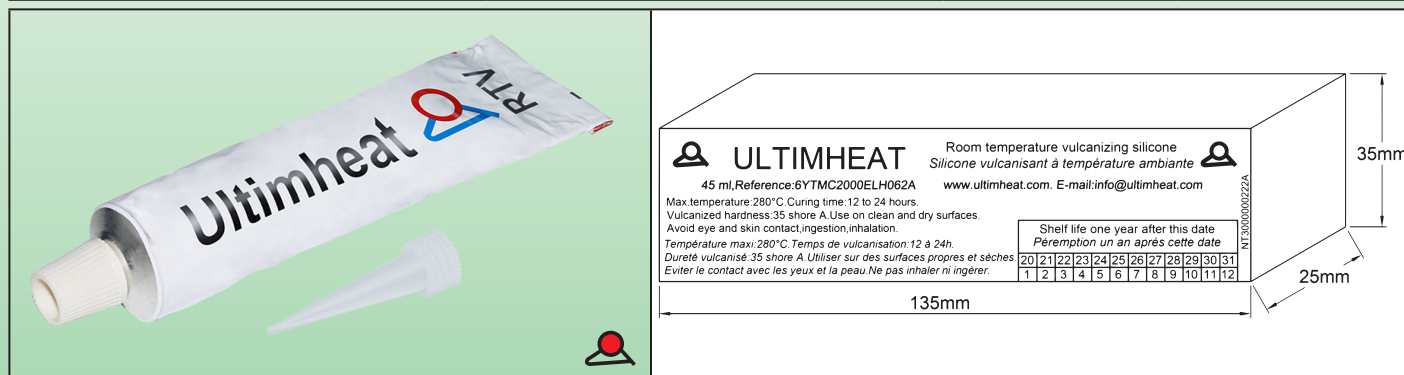 Ultimheat
RTV
ULTIMHEAT
Room temperature vulcanizing silicone
Silicone vulcanisant à température ambiante
45 ml,Reference:6YTMC2000ELH062A
www.ultimheat.com. E-mail:info@ultimheat.com
Max.temperature:280°C.Curing time:12 to 24 hours.
Vulcanized hardness:35 shore A.Use on clean and dry surfaces.
Avoid eye and skin contact,ingestion,inhalation.
Température maxi:280°C.Temps de vulcanisation:12 à 24h.
Dureté vulcanisé:35 shore A.Utiliser sur des surfaces propres et sèches.
Eviter le contact avec les yeux et la peau.Ne pas inhaler ni ingérer.
Shelf life one year after this date
Péremption un an après cette date
20 21 22 23 24 25 26 27 28 29 30 31
1 2 3 4 5 6 7 8 9 10 11 12
NT3000000222A
35mm
25mm
135mm